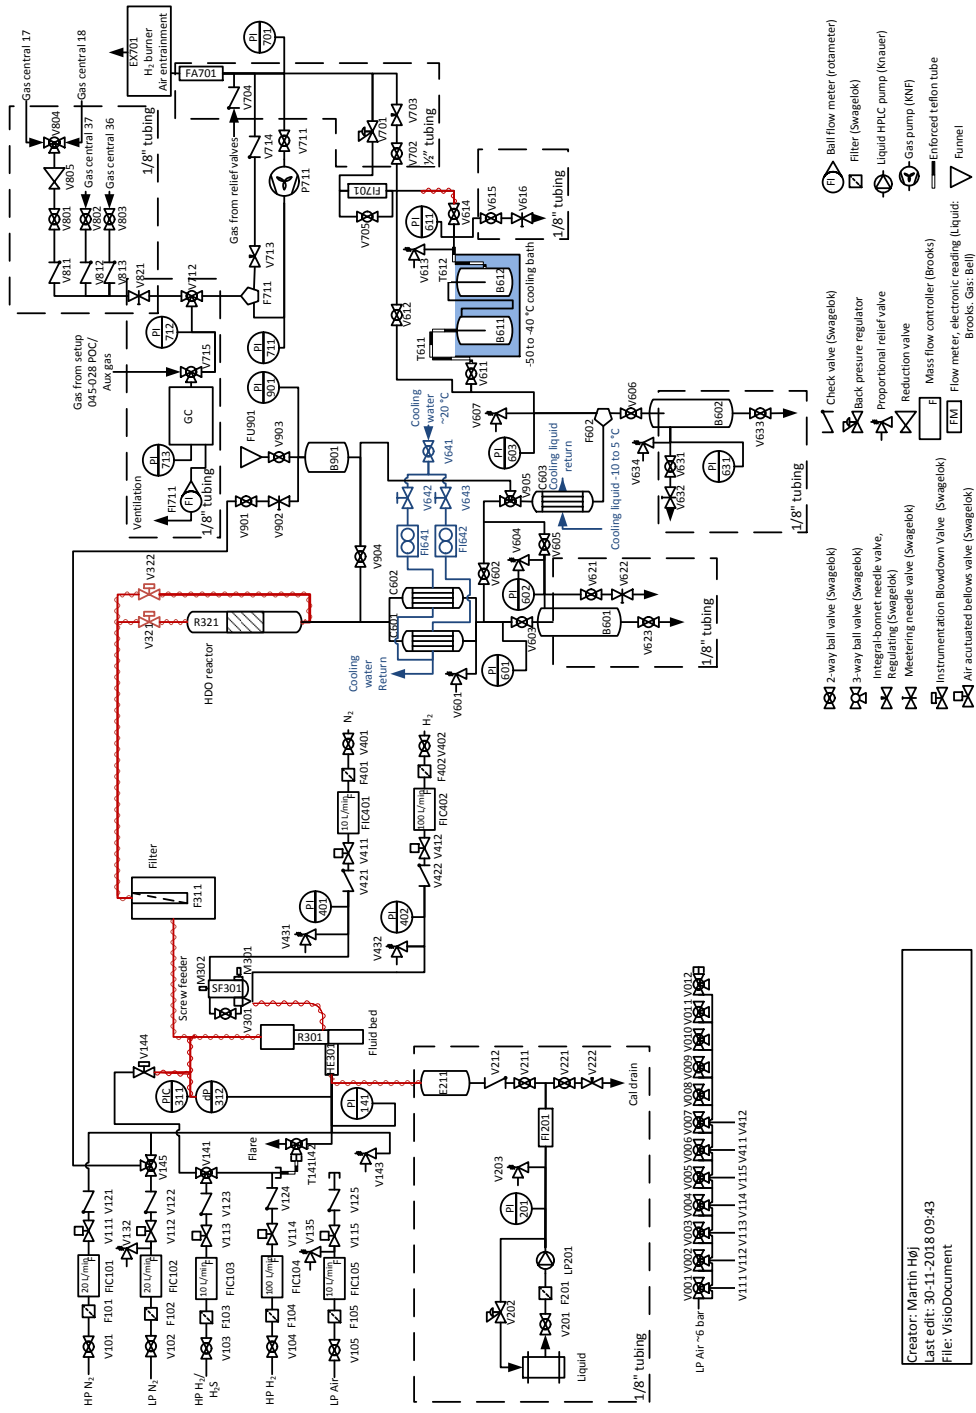 Gas central 17
Gas central 18
EX701
H₂ burner
Air entrainment
FA701
PI
701
V804
V805
1/8" tubing
Gas central 37
Gas central 36
V801
V802
V803
V811
V812
V813
V821
V704
V714
V711
V701
V703
V702
½" tubing
Gas from relief valves
P711
FI701
V705
V713
F711
V712
PI
712
PI
711
PI
901
V715
Gas from setup
045-028 POC/
Aux gas
GC
PI
713
Ventilation
FI711
FI
1/8" tubing
FU901
V903
V901
V902
B901
V904
V905
PI
611
V614
V615
V616
1/8" tubing
V613
T612
V612
B612
B611
T611
V611
-50 to -40 °C cooling bath
Cooling
water
~20 °C
V641
V642
V643
FI641
FI642
V607
PI
603
F602
V606
B602
V633
V634
V631
V632
PI
631
1/8" tubing
C603
Cooling liquid
return
Cooling liquid -10 to 5 °C
V604
V605
V602
PI
602
V621
V622
V603
B601
V623
1/8" tubing
C602
C601
PI
601
V601
Cooling
water
Return
V322
V321
R321
HDO reactor
N₂
V401
F401
10 L/min
F
FIC401
V411
V421
PI
401
V431
H₂
V402
F402
100 L/min
F
FIC402
V412
V422
PI
402
V432
Filter
F311
Screw feeder
M302
M301
SF301
V301
R301
HE301
Fluid bed
V144
PIC
311
dP
312
PI
141
Flare
T141
V143
V145
V141
HP N₂
V101
F101
20 L/min
F
FIC101
V111
V121
V132
LP N₂
V102
F102
20 L/min
F
FIC102
V112
V122
HP H₂/
H₂S
V103
F103
10 L/min
F
FIC103
V113
V123
HP H₂
V104
F104
100 L/min
F
FIC104
V114
V124
V135
LP Air
V105
F105
10 L/min
F
FIC105
V115
V125
E211
V212
V211
V221
V222
Cal drain
FI201
V203
PI
201
LP201
V202
F201
V201
Liquid
1/8" tubing
LP Air ~6 bar
V001
V002
V003
V004
V005
V006
V007
V008
V009
V010
V011
V012
V111
V112
V113
V114
V115
V411
V412
2-way ball valve (Swagelok)
3-way ball valve (Swagelok)
Integral-bonnet needle valve,
Regulating (Swagelok)
Meetering needle valve (Swagelok)
Instrumentation Blowdown Valve (Swagelok)
Air acutuated bellows valve (Swagelok)
Check valve (Swagelok)
Back presure regulator
Proportional relief valve
Reduction valve
F
Mass flow controller (Brooks)
FM
Flow meter, electronic reading (Liquid:
Brooks. Gas: Bell)
FI
Ball flow meter (rotameter)
Filter (Swagelok)
Liquid HPLC pump (Knauer)
Gas pump (KNF)
Enforced teflon tube
Funnel
Creator: Martin Høj
Last edit: 30-11-2018 09:43
File: VisioDocument